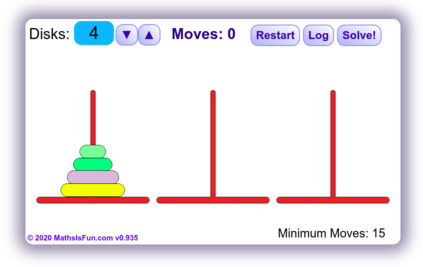 Disks: 4 ▼ ▲ Moves: 0 Restart Log Solve!
Minimum Moves: 15
© 2020 MathsIsFun.com v0.935